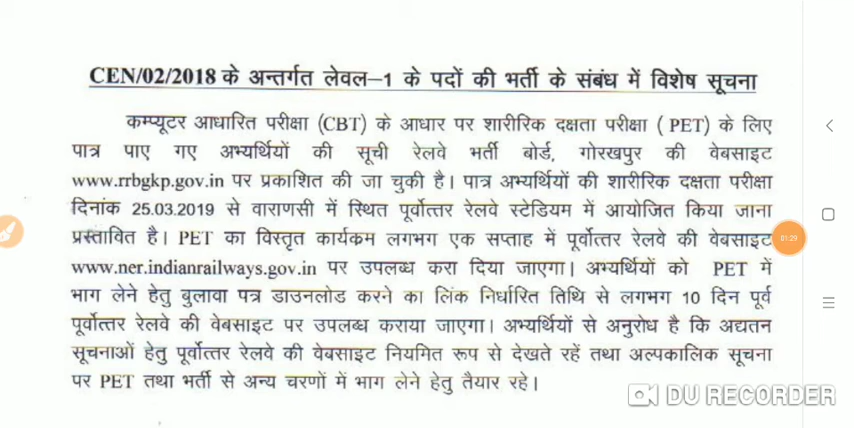 CEN/02/2018 के अन्तर्गत लेवल–1 के पदों की भर्ती के संबंध में विशेष सूचना
कम्प्यूटर आधारित परीक्षा (CBT) के आधार पर शारीरिक दक्षता परीक्षा ( PET) के लिए
पात्र पाए गए अभ्यर्थियों की सूची रेलवे भर्ती बोर्ड, गोरखपुर की वेबसाइट
www.rrbgkp.gov.in पर प्रकाशित की जा चुकी है। पात्र अभ्यर्थियों की शारीरिक दक्षता परीक्षा
दिनांक 25.03.2019 से वाराणसी में स्थित पूर्वोत्तर रेलवे स्टेडियम में आयोजित किया जाना
प्रस्तावित है। PET का विस्तृत कार्यकम लगभग एक सप्ताह में पूर्वोत्तर रेलवे की वेबसाइट
01:29
www.ner.indianrailways.gov.in पर उपलब्ध करा दिया जाएगा। अभ्यर्थियों को PET में
भाग लेने हेतु बुलावा पत्र डाउनलोड करने का लिंक निर्धारित तिथि से लगभग 10 दिन पूर्व
पूर्वोत्तर रेलवे की वेबसाइट पर उपलब्ध कराया जाएगा। अभ्यर्थियों से अनुरोध है कि अद्यतन
सूचनाओं हेतु पूर्वोत्तर रेलवे की वेबसाइट नियमित रूप से देखते रहें तथा अल्पकालिक सूचना
पर PET तथा भर्ती से अन्य चरणों में भाग लेने हेतु तैयार रहे।
DU RECORDER